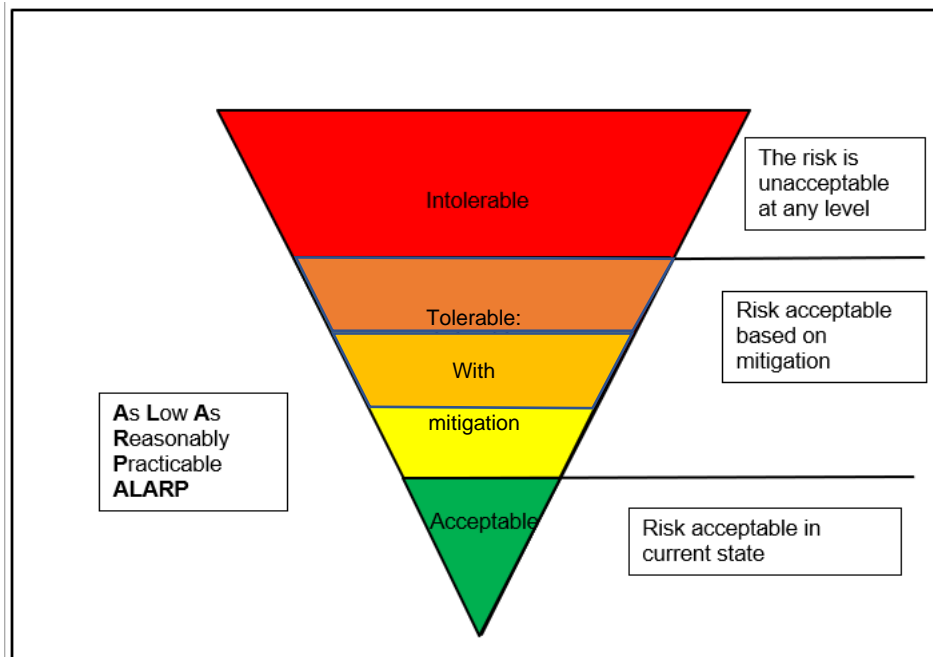 Intolerable
The risk is
unacceptable
at any level
Tolerable:
With
mitigation
Risk acceptable
based on
mitigation
As Low As
Reasonably
Practicable
ALARP
Acceptable
Risk acceptable in
current state